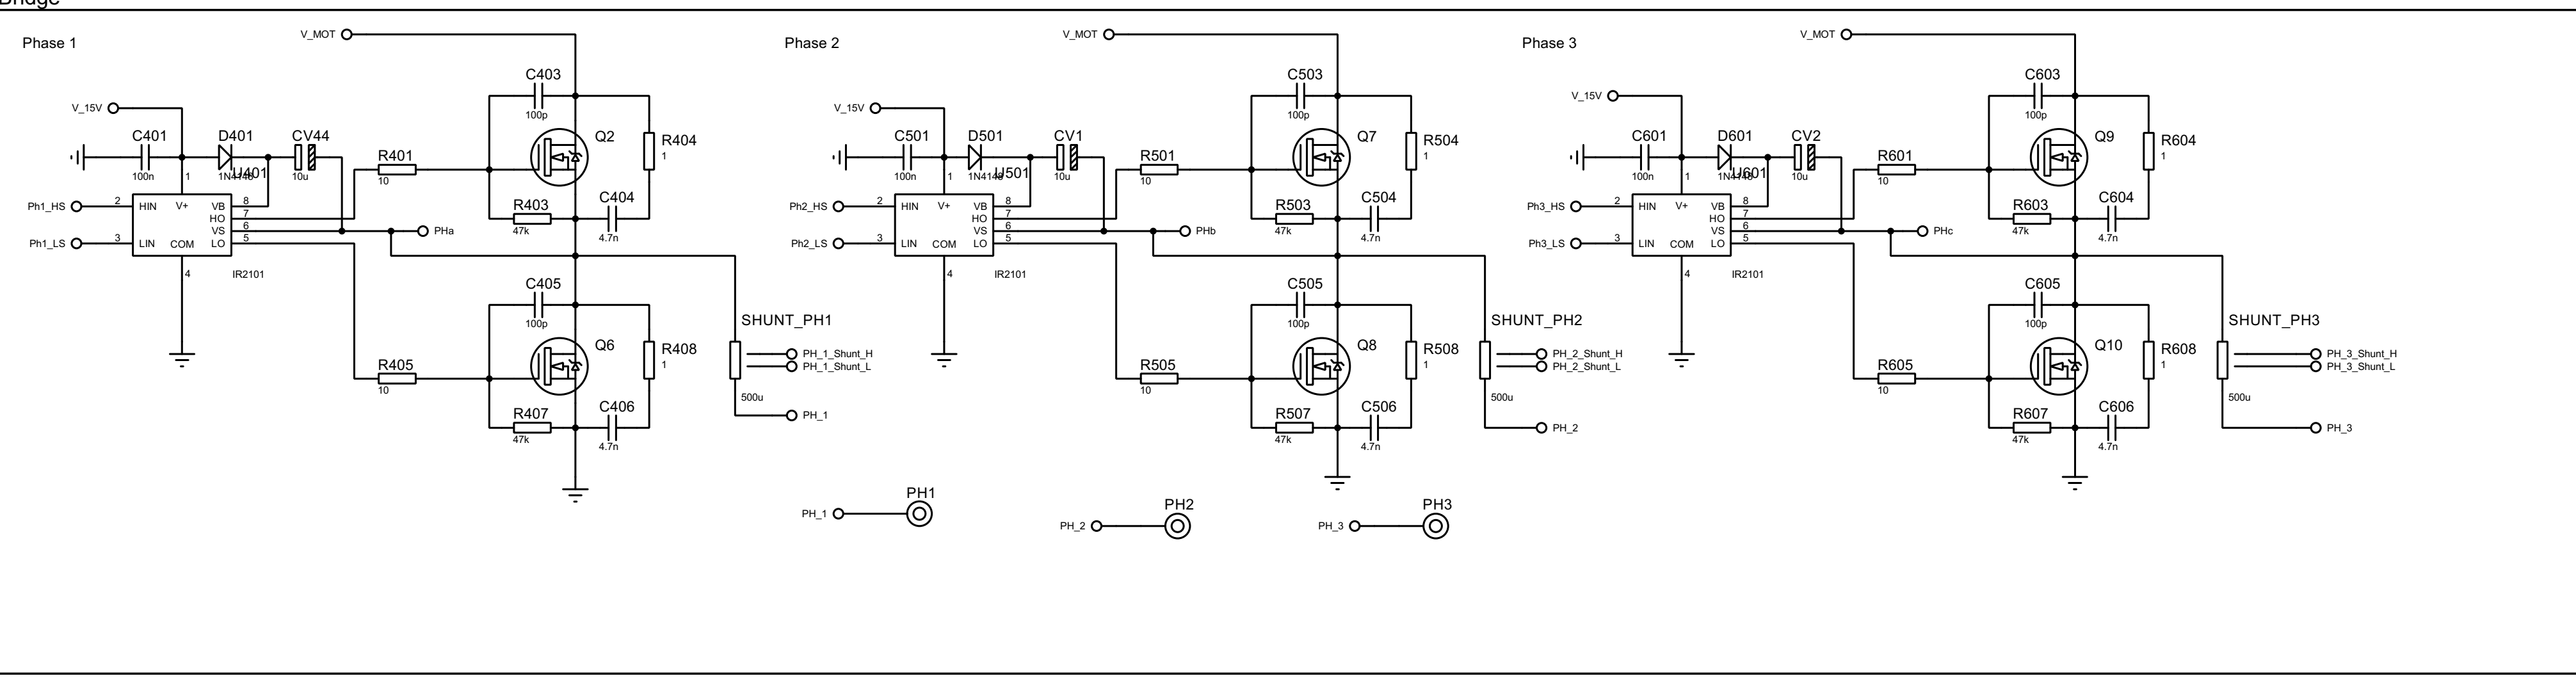 Bridge
Phase 1
V_MOT
C403
100p
V_15V
C401
100n
1
D401
1N4148
U401
CV44
10u
R401
10
Q2
R404
1
Ph1_HS
2
HIN
V+
VB
8
HO
7
VS
6
LO
5
Ph1_LS
3
LIN
COM
4
IR2101
R403
47k
C404
4.7n
PHa
C405
100p
Q6
R408
1
R405
10
R407
47k
C406
4.7n
SHUNT_PH1
PH_1_Shunt_H
PH_1_Shunt_L
500u
PH_1
Phase 2
V_MOT
C503
100p
V_15V
C501
100n
1
D501
1N4148
U501
CV1
10u
R501
10
Q7
R504
1
Ph2_HS
2
HIN
V+
VB
8
HO
7
VS
6
LO
5
Ph2_LS
3
LIN
COM
4
IR2101
R503
47k
C504
4.7n
PHb
C505
100p
Q8
R508
1
R505
10
R507
47k
C506
4.7n
SHUNT_PH2
PH_2_Shunt_H
PH_2_Shunt_L
500u
PH_2
Phase 3
V_MOT
C603
100p
V_15V
C601
100n
1
D601
1N4148
U601
CV2
10u
R601
10
Q9
R604
1
Ph3_HS
2
HIN
V+
VB
8
HO
7
VS
6
LO
5
Ph3_LS
3
LIN
COM
4
IR2101
R603
47k
C604
4.7n
PHc
C605
100p
Q10
R608
1
R605
10
R607
47k
C606
4.7n
SHUNT_PH3
PH_3_Shunt_H
PH_3_Shunt_L
500u
PH_3
PH_1
PH1
PH_2
PH2
PH_3
PH3